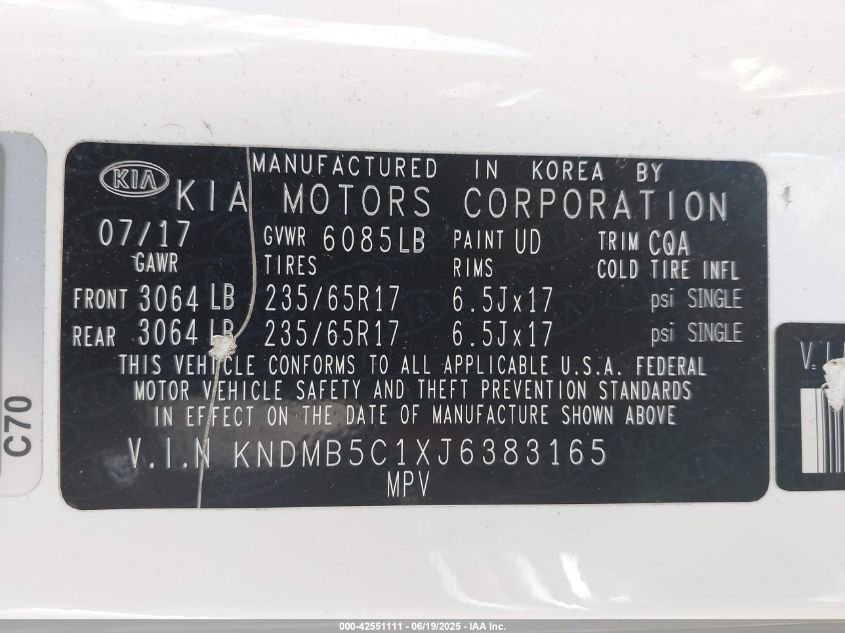 KIA
MANUFACTURED IN KOREA BY
KIA MOTORS CORPORATION
07/17 GVWR 6085LB PAINT UD TRIM CQA
GAWR TIRES RIMS COLD TIRE INFL
FRONT 3064 LB 235/65R17 6.5Jx17 psi SINGLE
REAR 3064 LB 235/65R17 6.5Jx17 psi SINGLE
THIS VEHICLE CONFORMS TO ALL APPLICABLE U.S.A. FEDERAL
MOTOR VEHICLE SAFETY AND THEFT PREVENTION STANDARDS
IN EFFECT ON THE DATE OF MANUFACTURE SHOWN ABOVE
V.I.N KNDMB5C1XJ6383165
MPV
C70
V.I
000-42551111 - 06/19/2025 - IAA Inc.